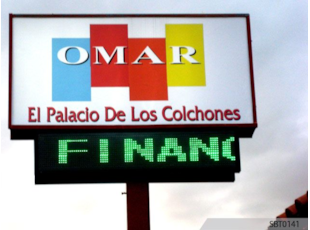 OMAR
El Palacio De Los Colchones
FINANC
SBT0141